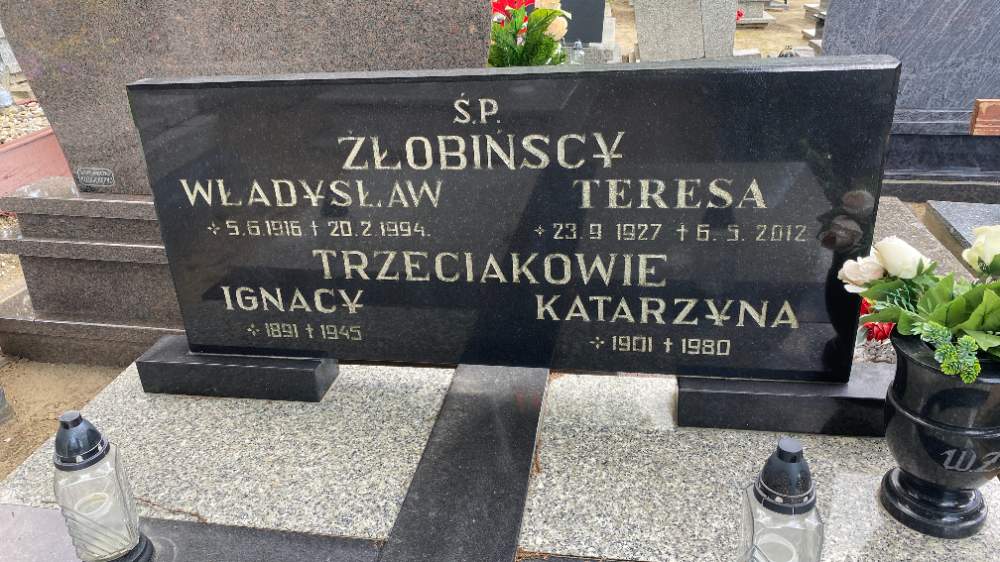 Ś.P.
ŻŁOBIŃSCY
WŁADYSŁAW TERESA
* 5.6 1916 † 20.2 1994. * 23.9 1927 † 6.5.2012
TRZECIAKOWIE
IGNACY KATARZYNA
* 1891 † 1945 * 1901 † 1980